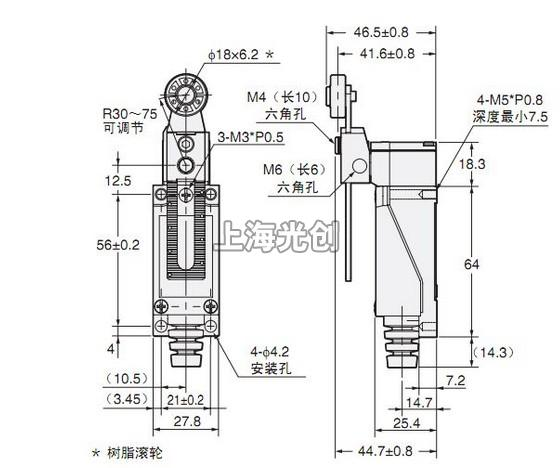 46.5±0.8
41.6±0.8
φ18×6.2 *
M4（长10）
六角孔
4-M5*P0.8
深度最小7.5
R30～75
可调节
3-M3*P0.5
M6（长6）
六角孔
18.3
12.5
上海光创
56±0.2
64
4
4-φ4.2
安装孔
(14.3)
（10.5）
7.2
（3.45）
21±0.2
14.7
27.8
25.4
44.7±0.8
* 树脂滚轮